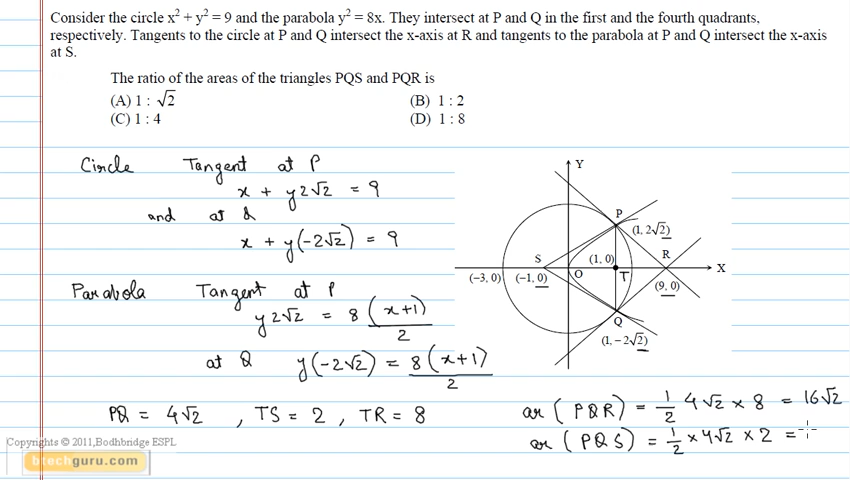 Consider the circle x² + y² = 9 and the parabola y² = 8x. They intersect at P and Q in the first and the fourth quadrants,
respectively. Tangents to the circle at P and Q intersect the x-axis at R and tangents to the parabola at P and Q intersect the x-axis
at S.
The ratio of the areas of the triangles PQS and PQR is
(A) 1 : √2 (B) 1 : 2
(C) 1 : 4 (D) 1 : 8
Circle Tangent at P
x + y2√2 = 9
and at Q
x + y(-2√2) = 9
Parabola Tangent at P
y2√2 = 8(x+1)/2
at Q y(-2√2) = 8(x+1)/2
PQ = 4√2 , TS = 2 , TR = 8
Y
P
(1, 2√2)
S (1, 0) R
O T X
(–3, 0) (–1, 0) (9, 0)
Q
(1, – 2√2)
ar (PQR) = 1/2 4√2 × 8 = 16√2
ar (PQS) = 1/2 × 4√2 × 2 =
Copyrights © 2011,Bodhbridge ESPL
btechguru.com